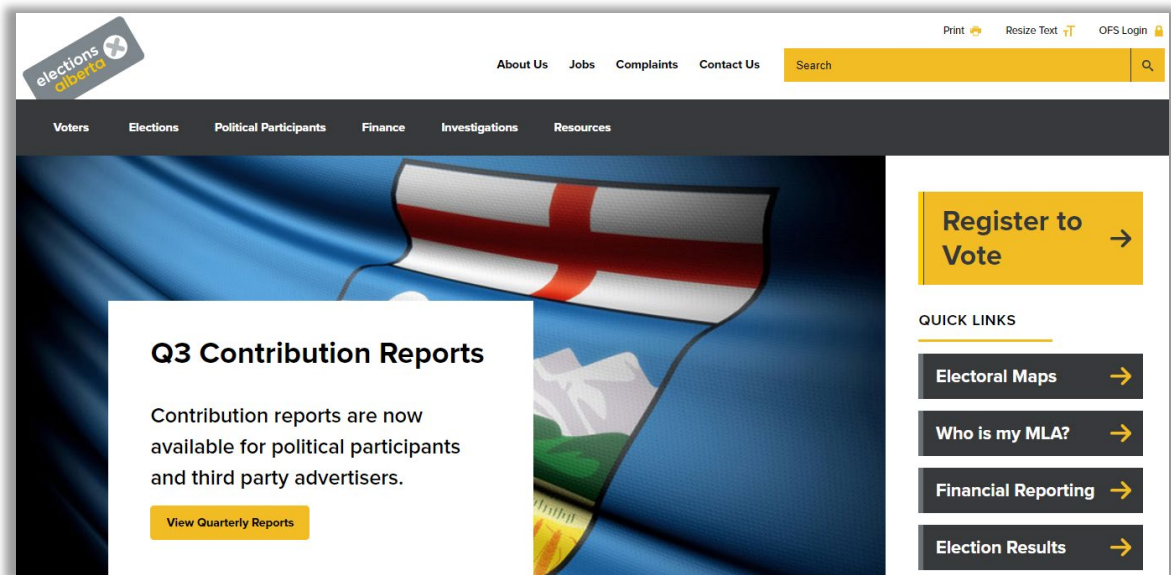 Print
Resize Text
OFS Login
elections
alberta
About Us Jobs Complaints Contact Us
Search
Voters Elections Political Participants Finance Investigations Resources
Q3 Contribution Reports
Contribution reports are now
available for political participants
and third party advertisers.
View Quarterly Reports
Register to
Vote
QUICK LINKS
Electoral Maps
Who is my MLA?
Financial Reporting
Election Results